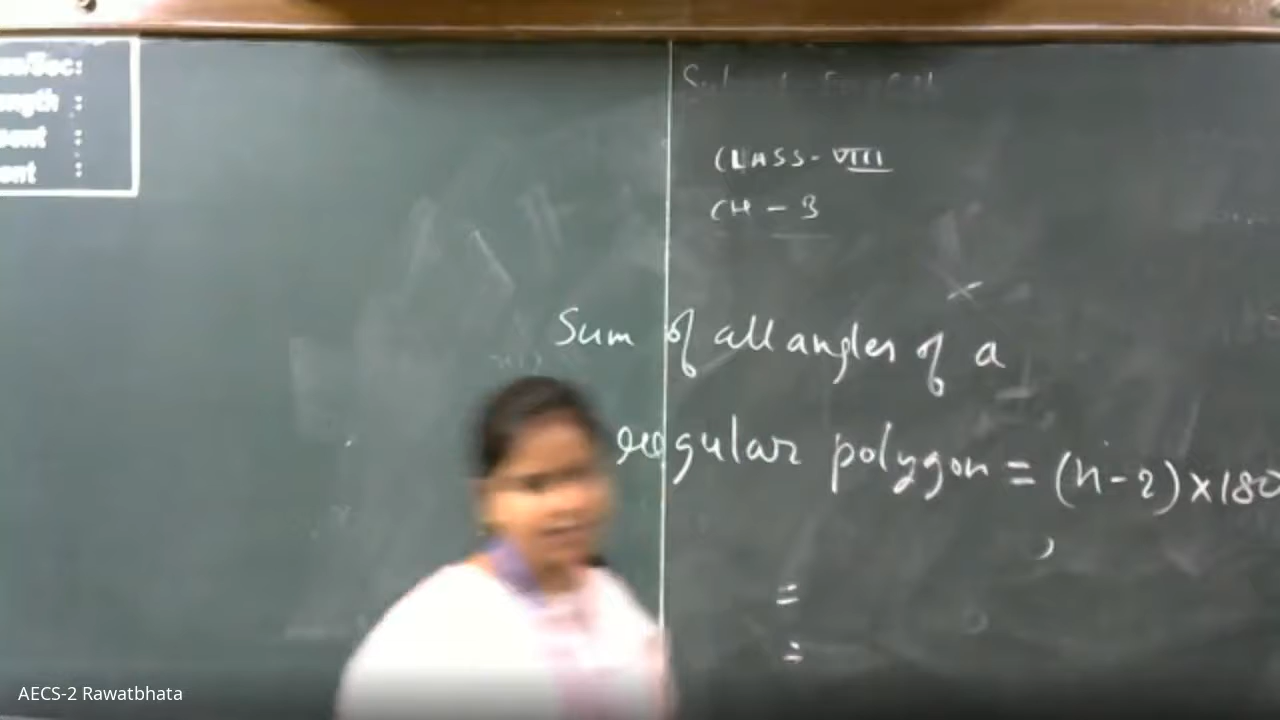 CLASS-VIII
CH - 3
Sum of all angles of a
regular polygon = (n-2)×180
=
=
AECS-2 Rawatbhata